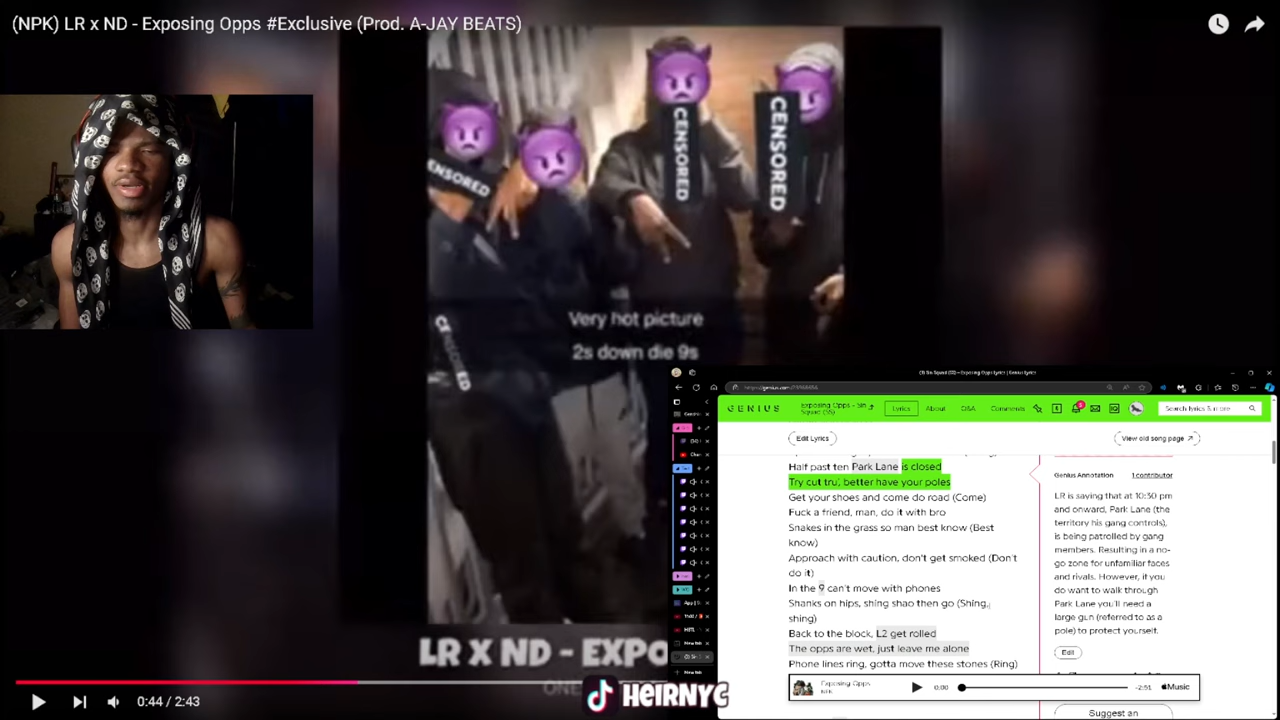 (NPK) LR x ND - Exposing Opps #Exclusive (Prod. A-JAY BEATS)
CENSORED
CENSORED
ENSORED
CENSORED
Very hot picture
2s down die 9s
LR X ND - EXPO
0:44 / 2:43
HEIRNYC
GENIUS
Lyrics
About
Q&A
Comments
Search lyrics & more
Edit Lyrics
View old song page
Half past ten Park Lane is closed
Try cut tru', better have your poles
Get your shoes and come do road (Come)
Fuck a friend, man, do it with bro
Snakes in the grass so man best know (Best
know)
Approach with caution, don't get smoked (Don't
do it)
In the 9 can't move with phones
Shanks on hips, shing shao then go (Shing,
shing)
Back to the block, L2 get rolled
The opps are wet, just leave me alone
Phone lines ring, gotta move these stones (Ring)
Genius Annotation
1 contributor
LR is saying that at 10:30 pm
and onward, Park Lane (the
territory his gang controls),
is being patrolled by gang
members. Resulting in a no-
go zone for unfamiliar faces
and rivals. However, if you
do want to walk through
Park Lane you'll need a
large gun (referred to as a
pole) to protect yourself.
Edit
Exposing Opps
0:00
-2:51
Music
Suggest an